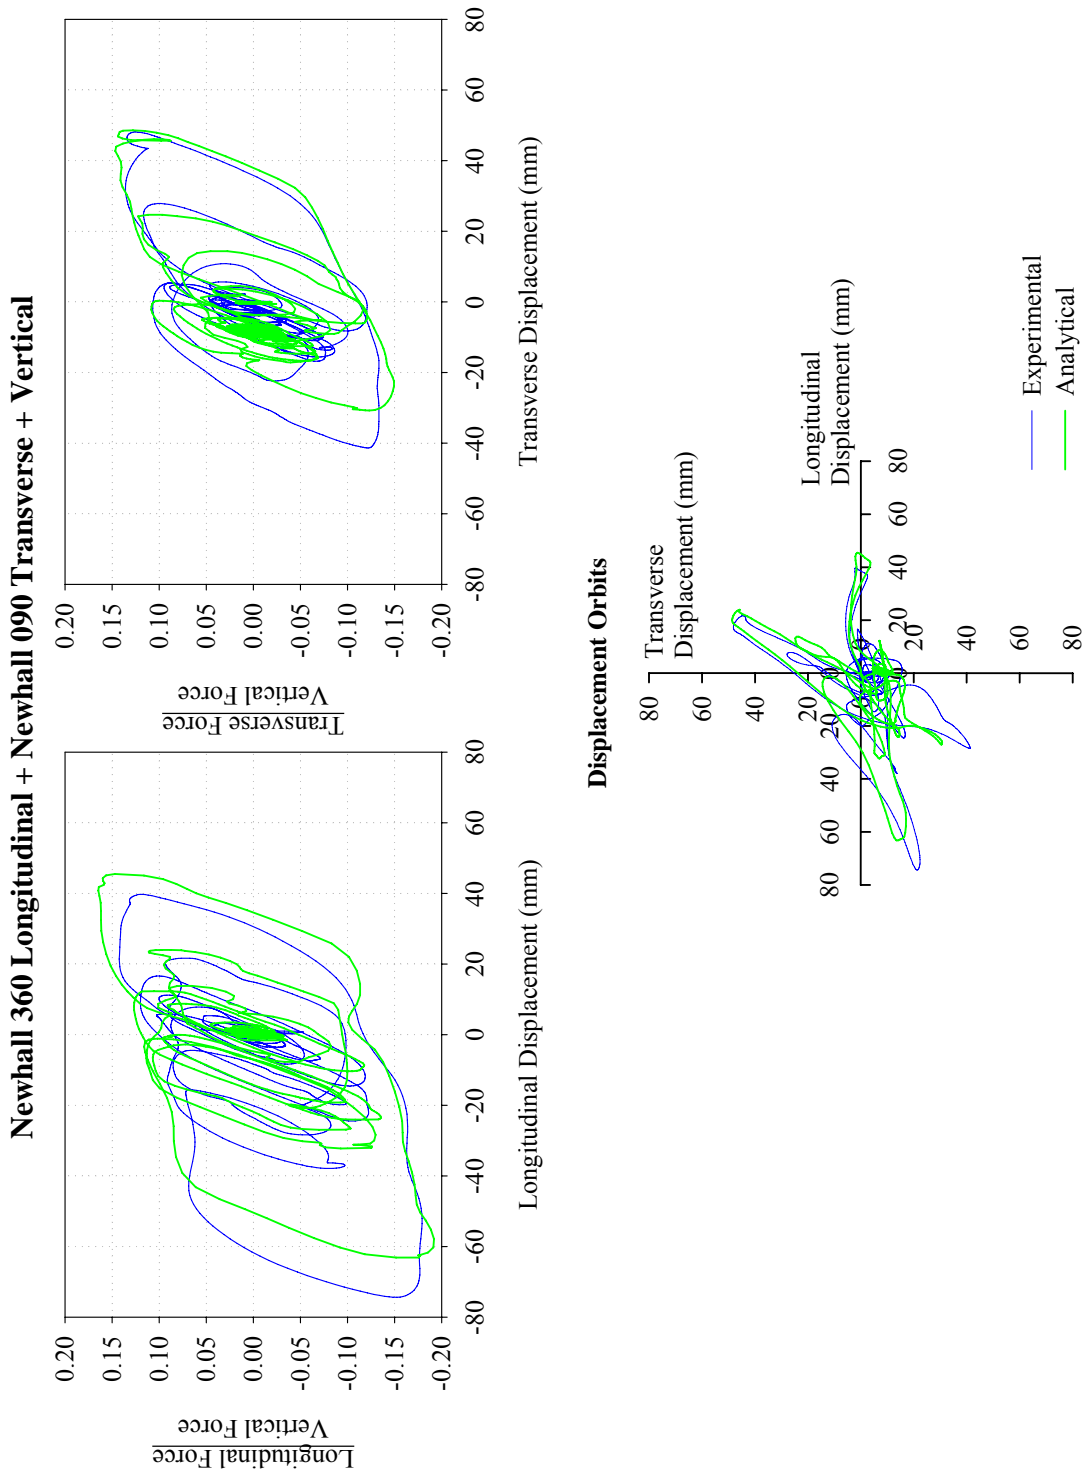 Newhall 360 Longitudinal + Newhall 090 Transverse + Vertical
Longitudinal Force
Vertical Force
0.20
0.15
0.10
0.05
0.00
-0.05
-0.10
-0.15
-0.20
-80 -60 -40 -20 0 20 40 60 80
Longitudinal Displacement (mm)
Transverse Force
Vertical Force
0.20
0.15
0.10
0.05
0.00
-0.05
-0.10
-0.15
-0.20
-80 -60 -40 -20 0 20 40 60 80
Transverse Displacement (mm)
Displacement Orbits
Transverse
Displacement (mm)
80
60
40
20
0
20
40
60
80
Longitudinal
Displacement (mm)
80 60 40 20 0 20 40 60 80
Experimental
Analytical